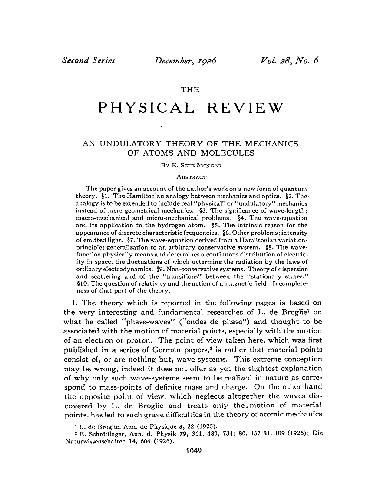 Second Series December, 1926 Vol. 28, No. 6
THE
PHYSICAL REVIEW
AN UNDULATORY THEORY OF THE MECHANICS
OF ATOMS AND MOLECULES
By E. Schrödinger
Abstract
The paper gives an account of the author's work on a new form of quantum
theory. §1. The Hamiltonian analogy between mechanics and optics. §2. The
analogy is to be extended to include real "physical" or "undulatory" mechanics
instead of mere geometrical mechanics. §3. The significance of wave-length;
macro-mechanical and micro-mechanical problems. §4. The wave-equation
and its application to the hydrogen atom. §5. The intrinsic reason for the
appearance of discrete characteristic frequencies. §6. Other problems; intensity
of emitted light. §7. The wave-equation derived from a Hamiltonian variation-
principle; generalization to an arbitrary conservative system. §8. The wave-
function physically means and determines a continuous distribution of electric-
ity in space, the fluctuations of which determine the radiation by the laws of
ordinary electrodynamics. §9. Non-conservative systems. Theory of dispersion
and scattering and of the "transitions" between the "stationary states."
§10. The question of relativity and the action of a magnetic field. Incomplete-
ness of that part of the theory.
1. The theory which is reported in the following pages is based on
the very interesting and fundamental researches of L. de Broglie¹ on
what he called "phase-waves" ("ondes de phase") and thought to be
associated with the motion of material points, especially with the motion
of an electron or proton. The point of view taken here, which was first
published in a series of German papers,² is rather that material points
consist of, or are nothing but, wave-systems. This extreme conception
may be wrong, indeed it does not offer as yet the slightest explanation
of why only such wave-systems seem to be realized in nature as corre-
spond to mass-points of definite mass and charge. On the other hand
the opposite point of view, which neglects altogether the waves dis-
covered by L. de Broglie and treats only the motion of material
points, has led to such grave difficulties in the theory of atomic mechanics
¹ L. de Broglie, Ann. de Physique 3, 22 (1925).
² E. Schrödinger, Ann. d. Physik 79, 361, 489, 734; 80, 437 81, 109 (1926); Die
Naturwissenschaften 14, 664 (1926).
1049